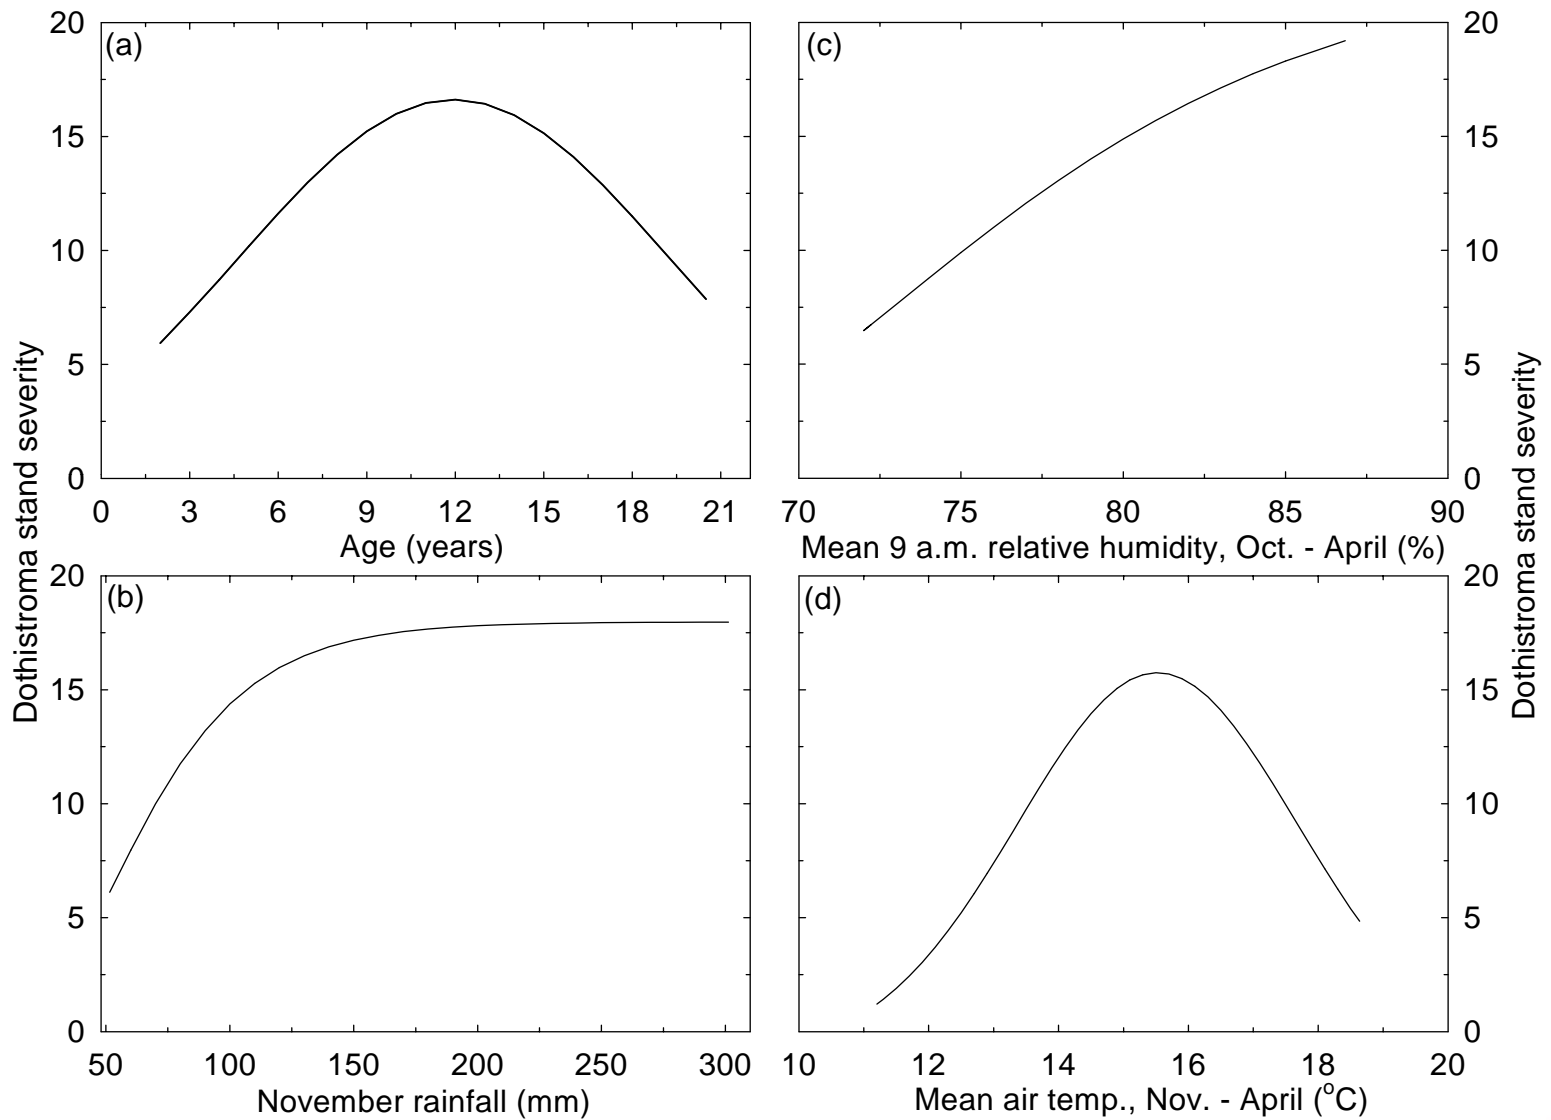 20
15
10
5
0
(a)
0 3 6 9 12 15 18 21
Age (years)
(c)
20
15
10
5
0
70 75 80 85 90
Mean 9 a.m. relative humidity, Oct. - April (%)
Dothistroma stand severity
20
15
10
5
0
(b)
50 100 150 200 250 300
November rainfall (mm)
(d)
20
15
10
5
0
10 12 14 16 18 20
Mean air temp., Nov. - April (°C)
Dothistroma stand severity